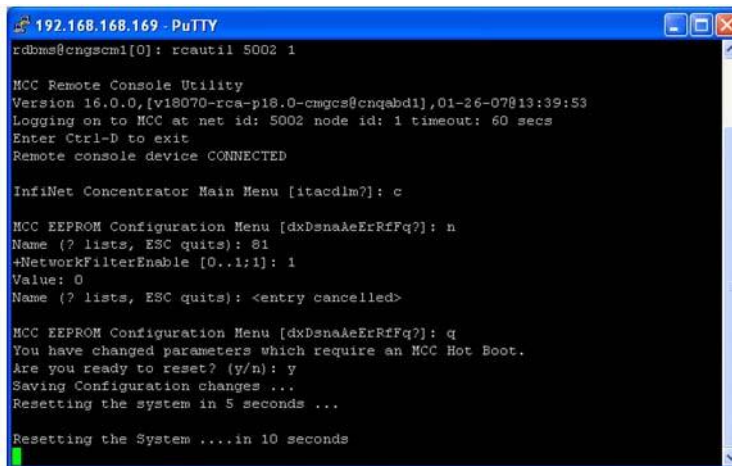 192.168.168.169 - PuTTY
rdbms@cngscm1[0]: rcautil 5002 1
MCC Remote Console Utility
Version 16.0.0,[v18070-rca-p18.0-cmgcs@cnqabd1],01-26-07@13:39:53
Logging on to MCC at net id: 5002 node id: 1 timeout: 60 secs
Enter Ctrl-D to exit
Remote console device CONNECTED
InfiNet Concentrator Main Menu [itacdlm?]: c
MCC EEPROM Configuration Menu [dxDsnaAeErRfFq?]: n
Name (? lists, ESC quits): 81
+NetworkFilterEnable [0..1;1]: 1
Value: 0
Name (? lists, ESC quits): <entry cancelled>
MCC EEPROM Configuration Menu [dxDsnaAeErRfFq?]: q
You have changed parameters which require an MCC Hot Boot.
Are you ready to reset? (y/n): y
Saving Configuration changes ...
Resetting the system in 5 seconds ...
Resetting the System ....in 10 seconds